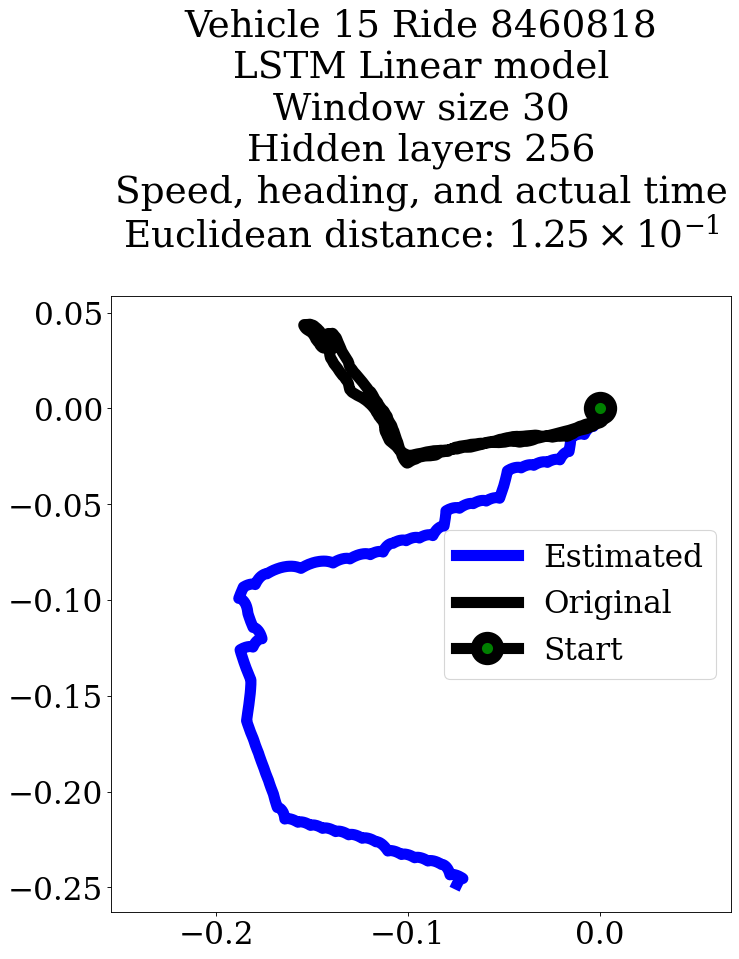 Vehicle 15 Ride 8460818
LSTM Linear model
Window size 30
Hidden layers 256
Speed, heading, and actual time
Euclidean distance: 1.25 × 10⁻¹
0.05
0.00
−0.05
−0.10
−0.15
−0.20
−0.25
Estimated
Original
Start
−0.2 −0.1 0.0